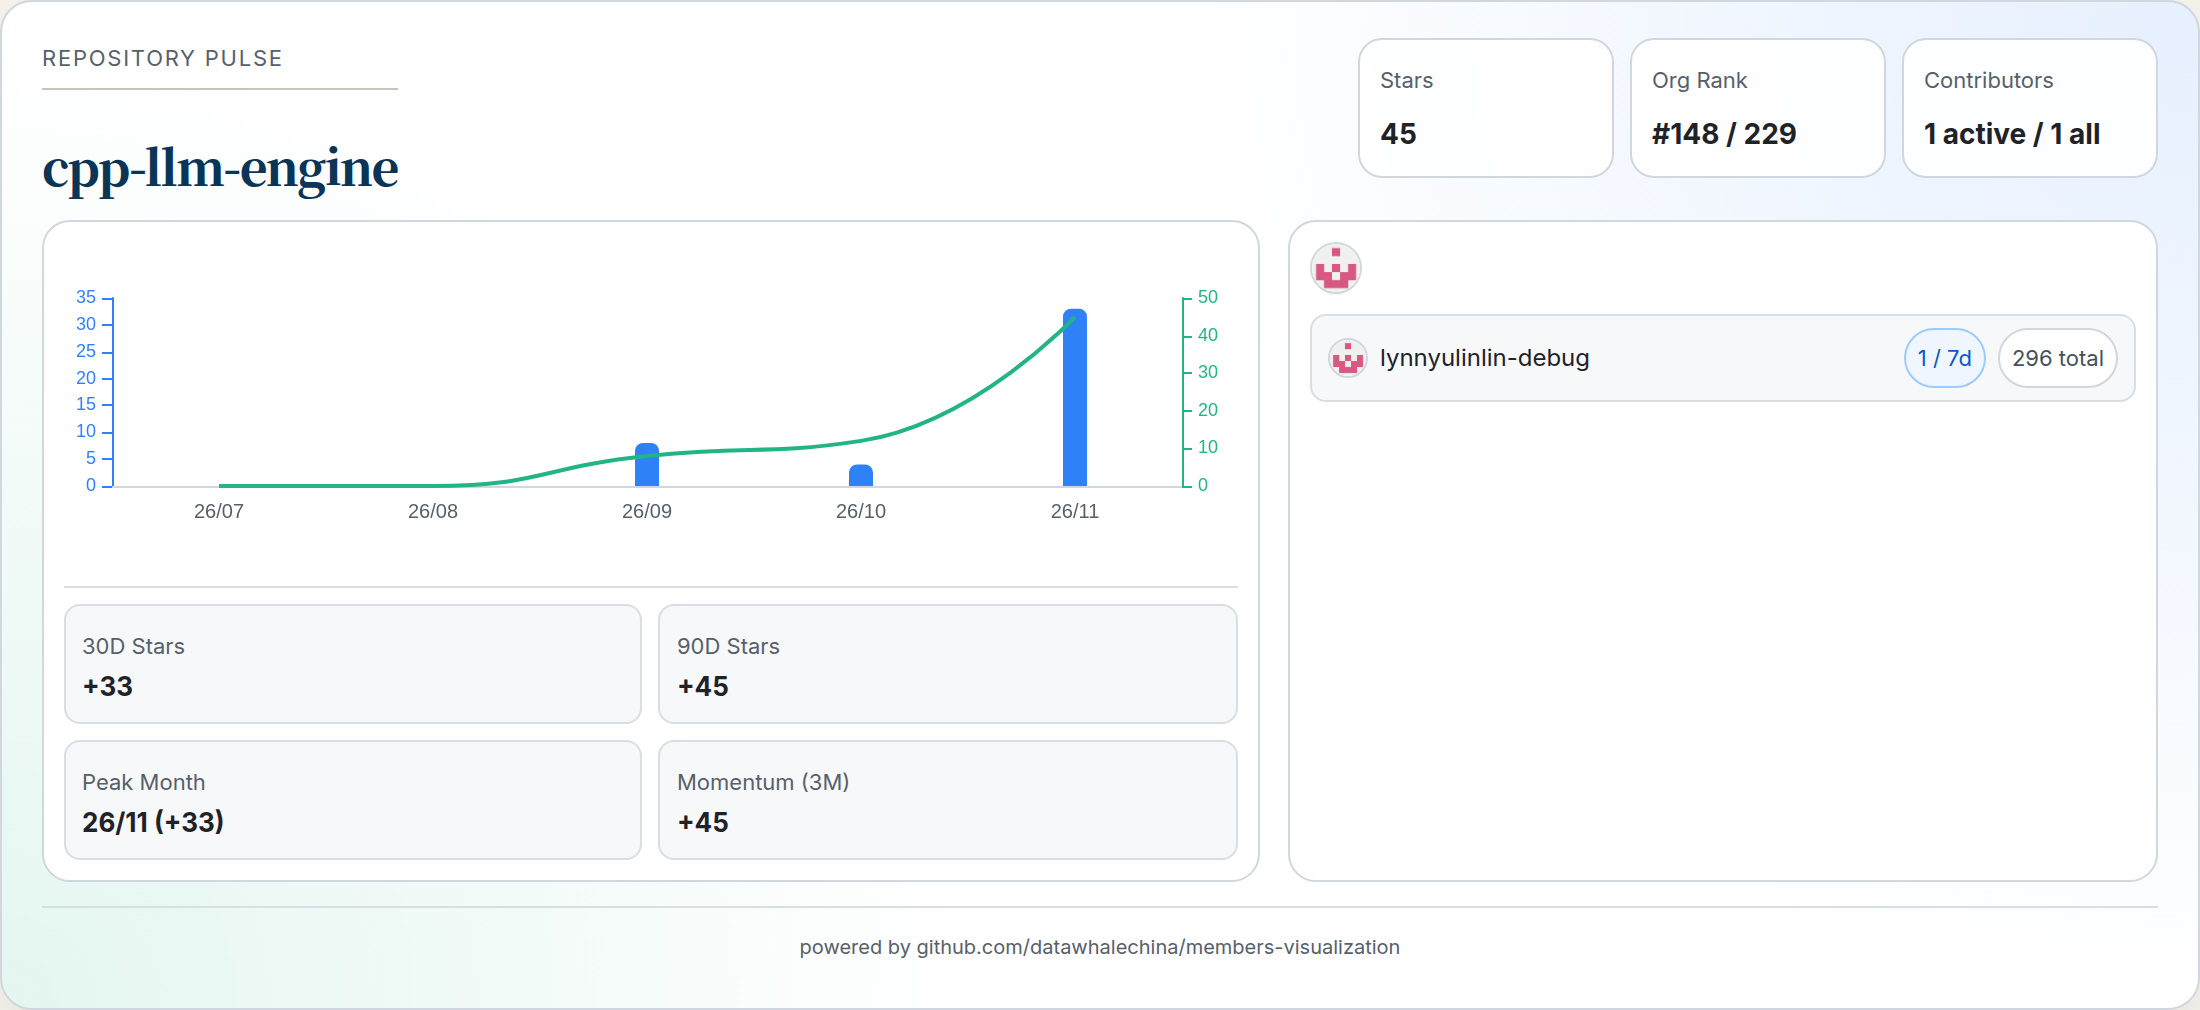 REPOSITORY PULSE
cpp-llm-engine
Stars
45
Org Rank
#148 / 229
Contributors
1 active / 1 all
35
30
25
20
15
10
5
0
50
40
30
20
10
0
26/07 26/08 26/09 26/10 26/11
30D Stars
+33
90D Stars
+45
Peak Month
26/11 (+33)
Momentum (3M)
+45
lynnyulinlin-debug 1 / 7d 296 total
powered by github.com/datawhalechina/members-visualization